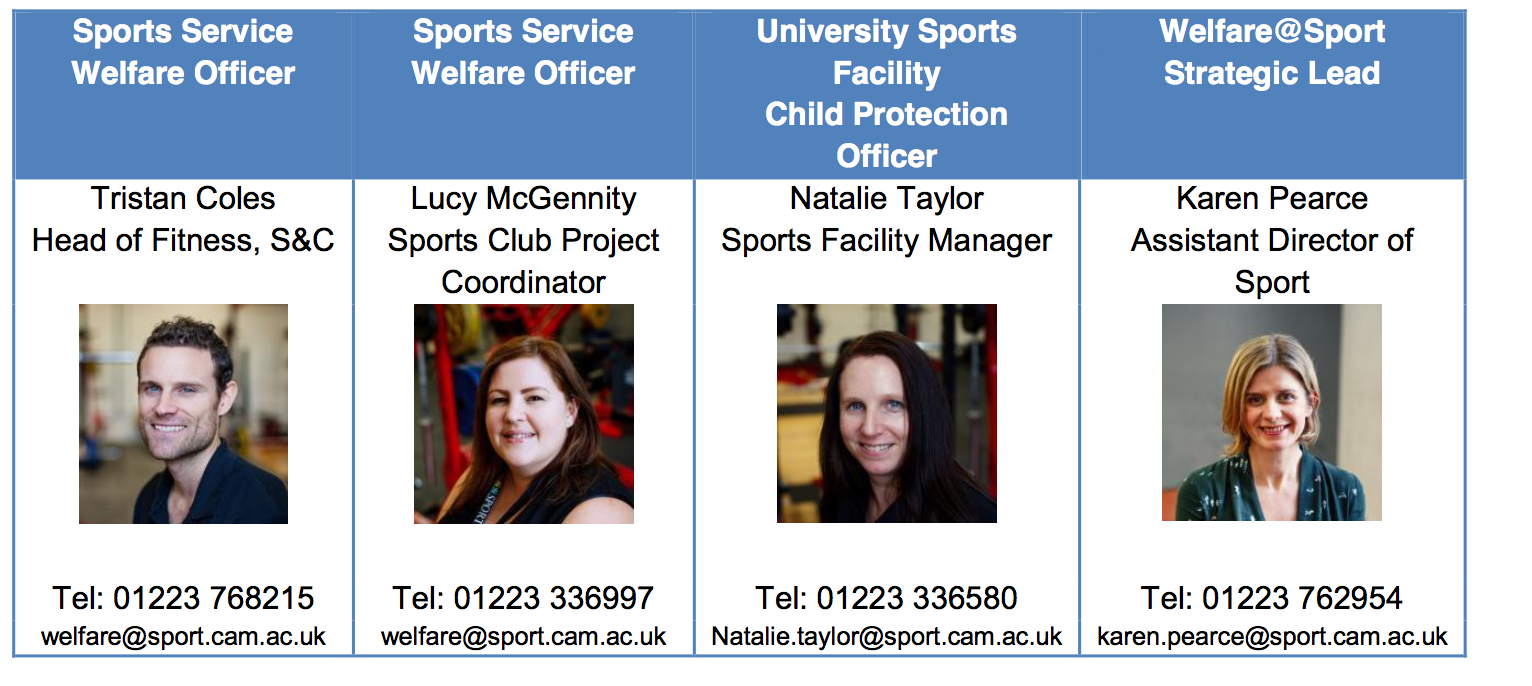 Sports Service
Welfare Officer
Sports Service
Welfare Officer
University Sports
Facility
Child Protection
Officer
Welfare@Sport
Strategic Lead
Tristan Coles
Head of Fitness, S&C
Lucy McGennity
Sports Club Project
Coordinator
Natalie Taylor
Sports Facility Manager
Karen Pearce
Assistant Director of
Sport
SPORT
Tel: 01223 768215
welfare@sport.cam.ac.uk
Tel: 01223 336997
welfare@sport.cam.ac.uk
Tel: 01223 336580
Natalie.taylor@sport.cam.ac.uk
Tel: 01223 762954
karen.pearce@sport.cam.ac.uk